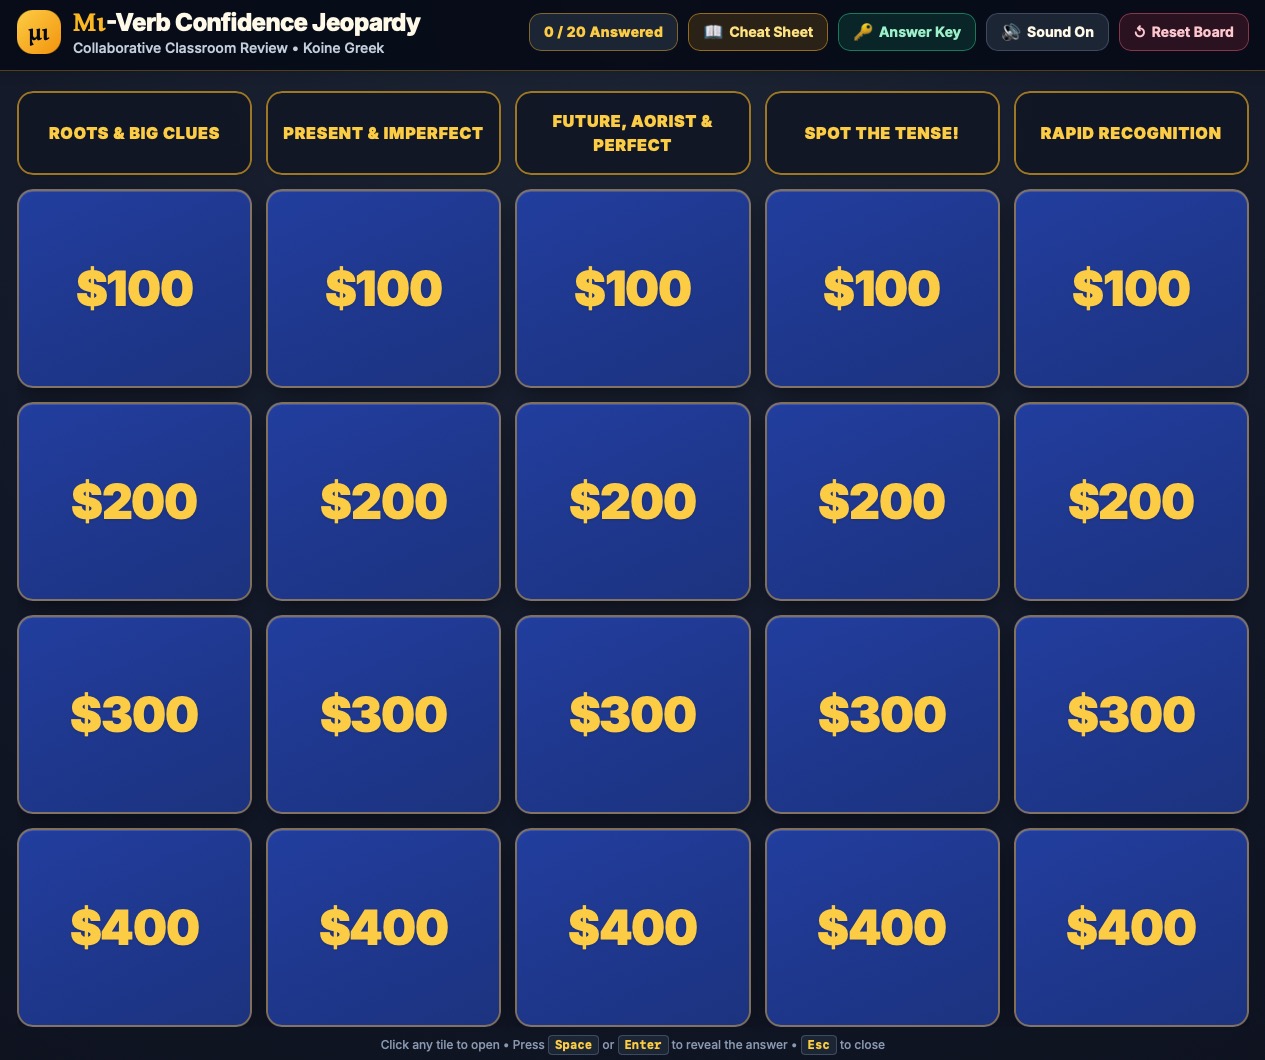 μι
Μι-Verb Confidence Jeopardy
Collaborative Classroom Review • Koine Greek
0 / 20 Answered
Cheat Sheet
Answer Key
Sound On
↺ Reset Board
ROOTS & BIG CLUES
PRESENT & IMPERFECT
FUTURE, AORIST &
PERFECT
SPOT THE TENSE!
RAPID RECOGNITION
$100 $100 $100 $100 $100
$200 $200 $200 $200 $200
$300 $300 $300 $300 $300
$400 $400 $400 $400 $400
Click any tile to open • Press Space or Enter to reveal the answer • Esc to close